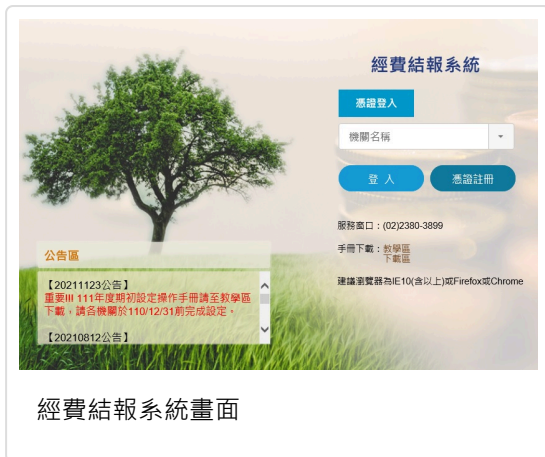 經費結報系統
憑證登入
機關名稱
登 入
憑證註冊
服務窗口：(02)2380-3899
手冊下載：教學區
下載區
建議瀏覽器為IE10(含以上)或Firefox或Chrome
公告區
【20211123公告】
重要!!! 111年度期初設定操作手冊請至教學區
下載，請各機關於110/12/31前完成設定。
【20210812公告】
經費結報系統畫面